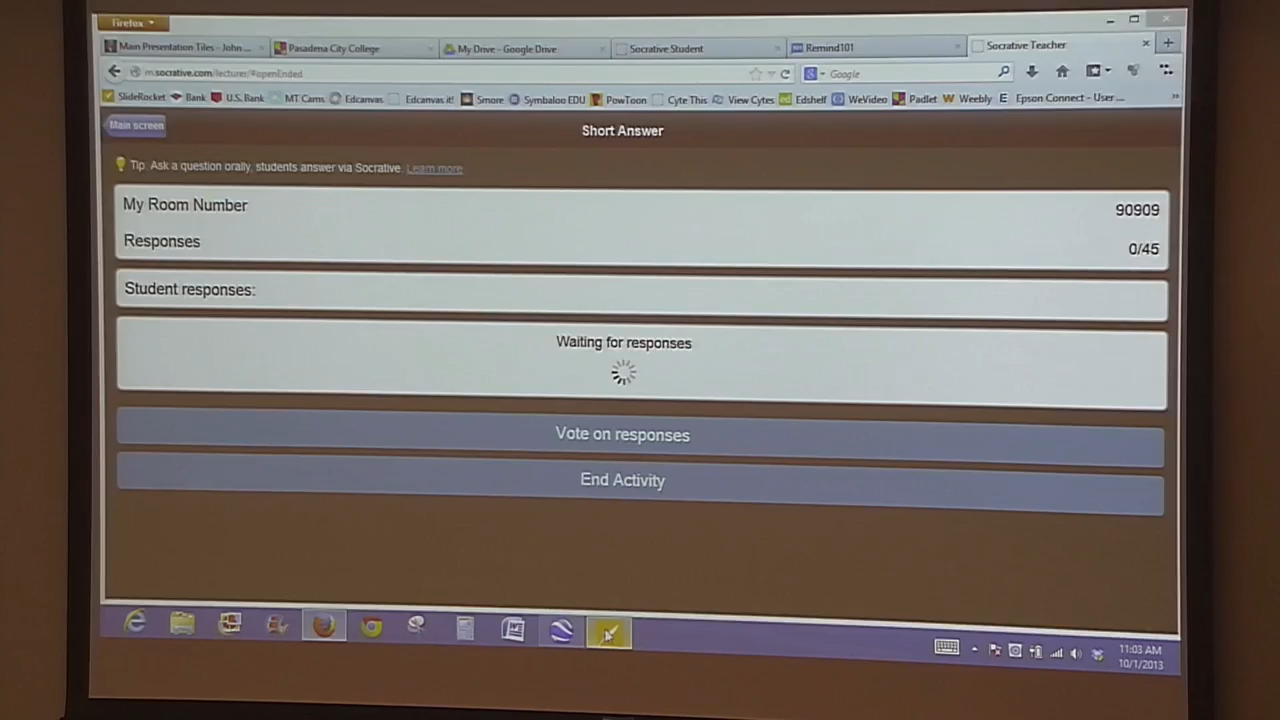 Firefox
Main Presentation Tiles - John ...
Pasadena City College
My Drive - Google Drive
Socrative Student
Remind101
Socrative Teacher
m.socrative.com/lecturer/#openEnded
Google
SlideRocket
Bank
U.S. Bank
MT Cams
Edcanvas
Edcanvas it!
Smore
Symbaloo EDU
PowToon
Cyte This
View Cytes
Edshelf
WeVideo
Padlet
Weebly
Epson Connect - User ...
Main screen
Short Answer
Tip. Ask a question orally, students answer via Socrative. Learn more
My Room Number
90909
Responses
0/45
Student responses:
Waiting for responses
Vote on responses
End Activity
11:03 AM
10/1/2013